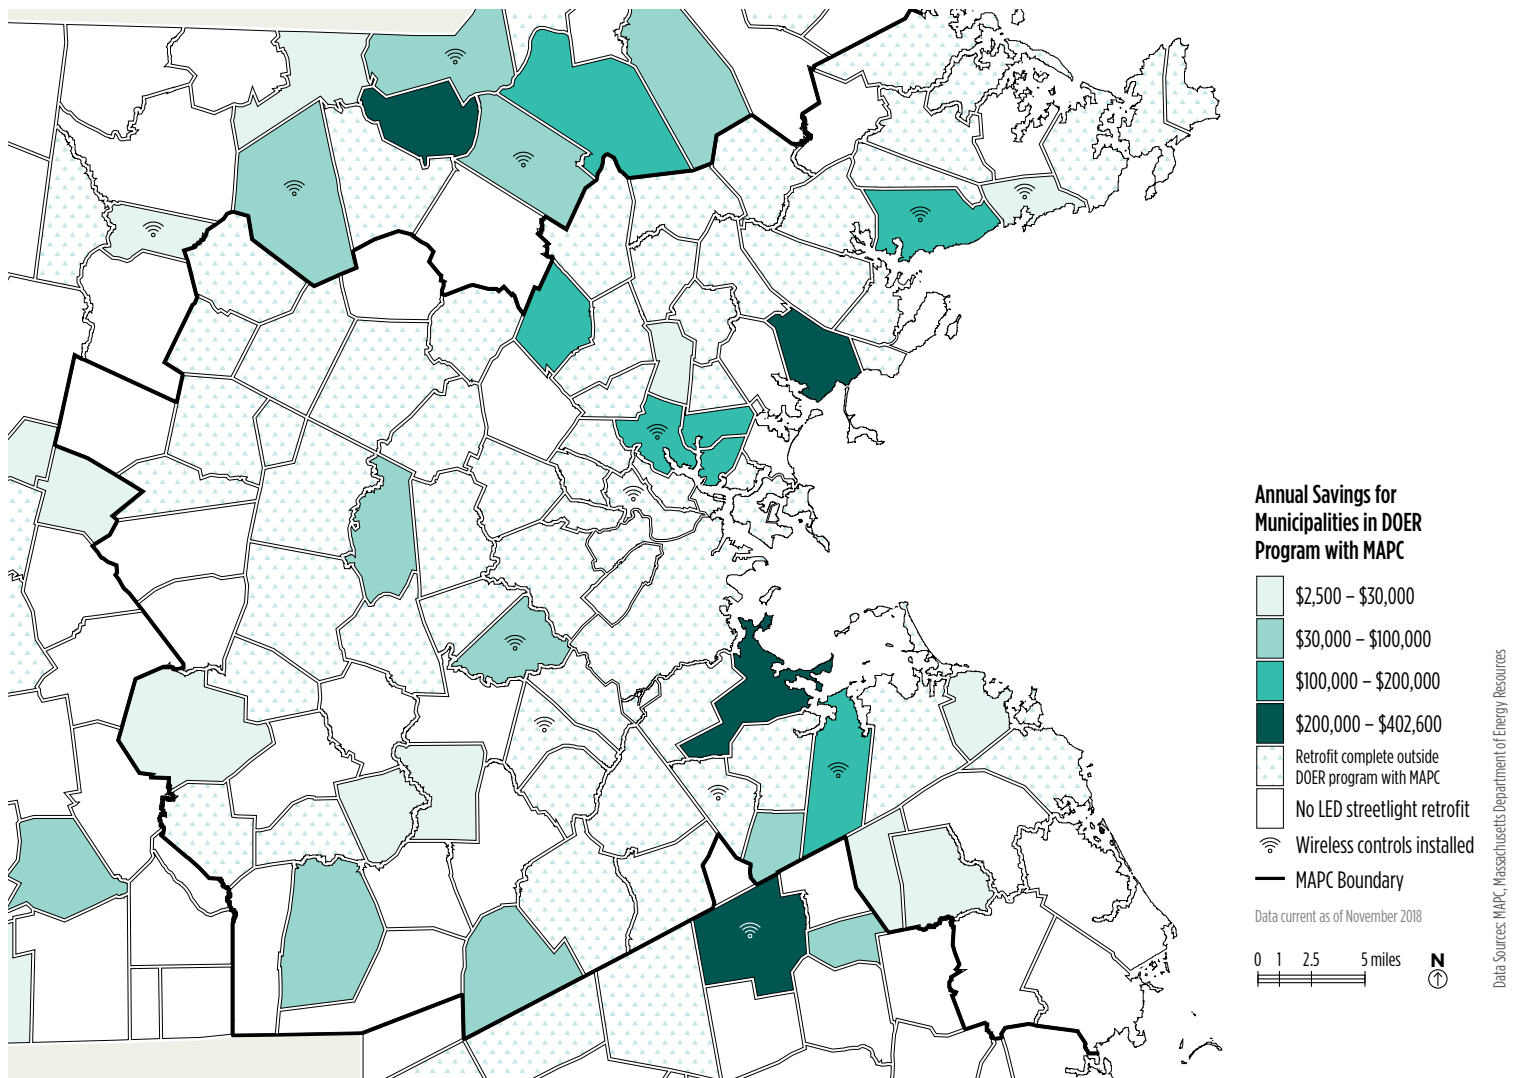 Annual Savings for
Municipalities in DOER
Program with MAPC
$2,500 – $30,000
$30,000 – $100,000
$100,000 – $200,000
$200,000 – $402,600
Retrofit complete outside
DOER program with MAPC
No LED streetlight retrofit
Wireless controls installed
MAPC Boundary
Data current as of November 2018
0 1 2.5 5 miles
N
Data Sources: MAPC, Massachusetts Department of Energy Resources